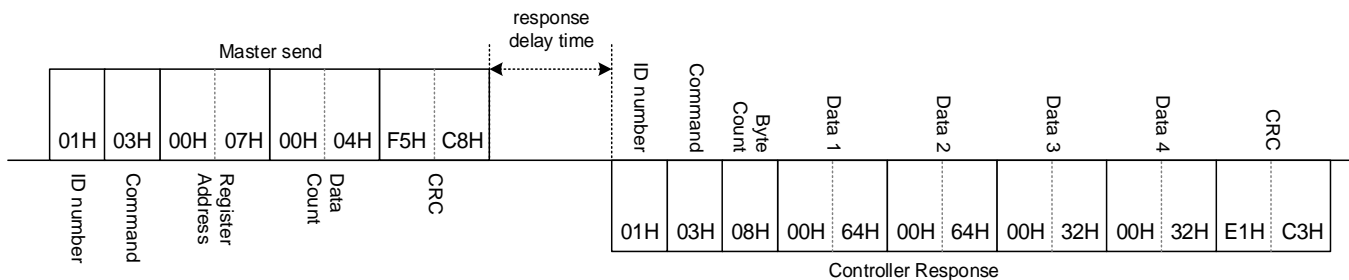 response
delay time
Master send
01H 03H 00H 07H 00H 04H F5H C8H
ID number
Command
Register
Address
Data
Count
CRC
ID number
Command
Byte
Count
Data 1
Data 2
Data 3
Data 4
CRC
01H 03H 08H 00H 64H 00H 64H 00H 32H 00H 32H E1H C3H
Controller Response